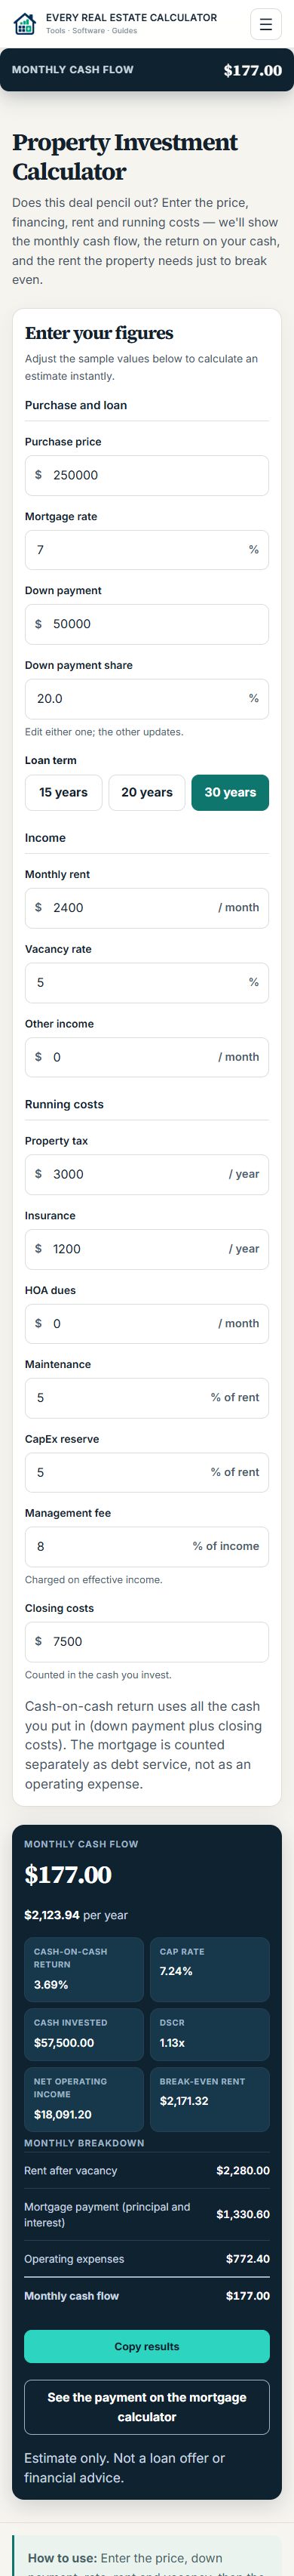 EVERY REAL ESTATE CALCULATOR
Tools · Software · Guides
MONTHLY CASH FLOW $177.00
Property Investment
Calculator
Does this deal pencil out? Enter the price,
financing, rent and running costs — we'll show
the monthly cash flow, the return on your cash,
and the rent the property needs just to break
even.
Enter your figures
Adjust the sample values below to calculate an
estimate instantly.
Purchase and loan
Purchase price
$ 250000
Mortgage rate
7 %
Down payment
$ 50000
Down payment share
20.0 %
Edit either one; the other updates.
Loan term
15 years 20 years 30 years
Income
Monthly rent
$ 2400 / month
Vacancy rate
5 %
Other income
$ 0 / month
Running costs
Property tax
$ 3000 / year
Insurance
$ 1200 / year
HOA dues
$ 0 / month
Maintenance
5 % of rent
CapEx reserve
5 % of rent
Management fee
8 % of income
Charged on effective income.
Closing costs
$ 7500
Counted in the cash you invest.
Cash-on-cash return uses all the cash
you put in (down payment plus closing
costs). The mortgage is counted
separately as debt service, not as an
operating expense.
MONTHLY CASH FLOW
$177.00
$2,123.94 per year
CASH-ON-CASH
RETURN
3.69%
CAP RATE
7.24%
CASH INVESTED
$57,500.00
DSCR
1.13x
NET OPERATING
INCOME
$18,091.20
BREAK-EVEN RENT
$2,171.32
MONTHLY BREAKDOWN
Rent after vacancy $2,280.00
Mortgage payment (principal and
interest) $1,330.60
Operating expenses $772.40
Monthly cash flow $177.00
Copy results
See the payment on the mortgage
calculator
Estimate only. Not a loan offer or
financial advice.
How to use: Enter the price, down